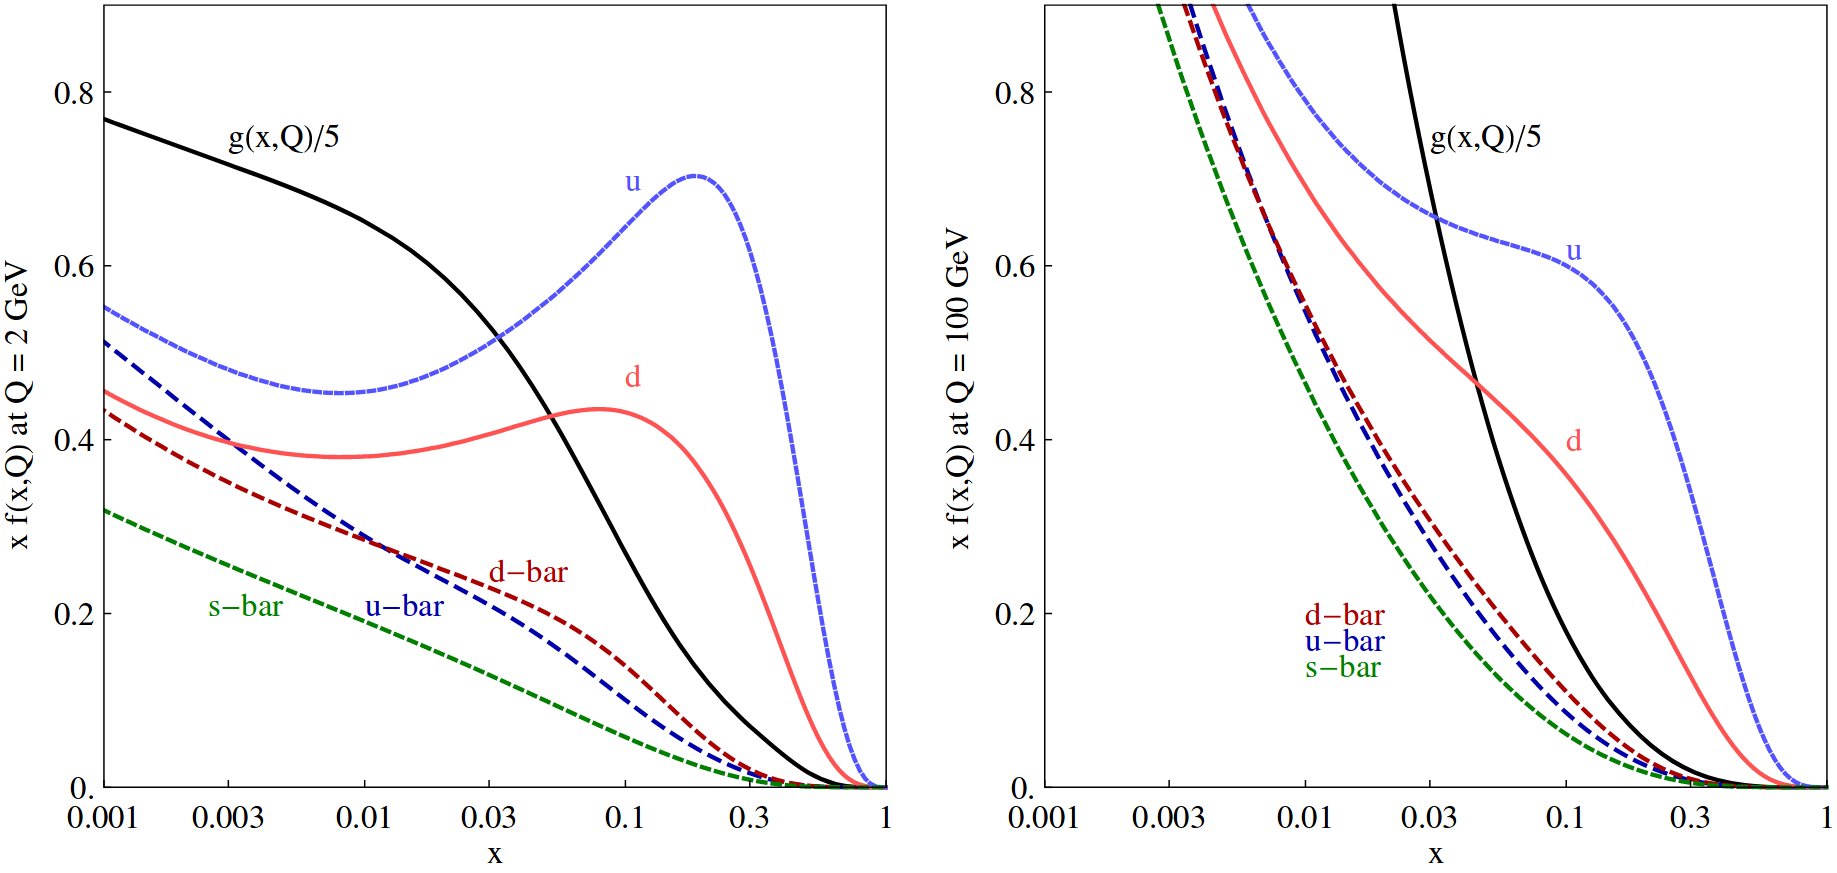 x f(x,Q) at Q = 2 GeV
0.8
0.6
0.4
0.2
0.
g(x,Q)/5
u
d
d−bar
s−bar
u−bar
0.001
0.003
0.01
0.03
0.1
0.3
1
x
x f(x,Q) at Q = 100 GeV
0.8
0.6
0.4
0.2
0.
g(x,Q)/5
u
d
d−bar
u−bar
s−bar
0.001
0.003
0.01
0.03
0.1
0.3
1
x